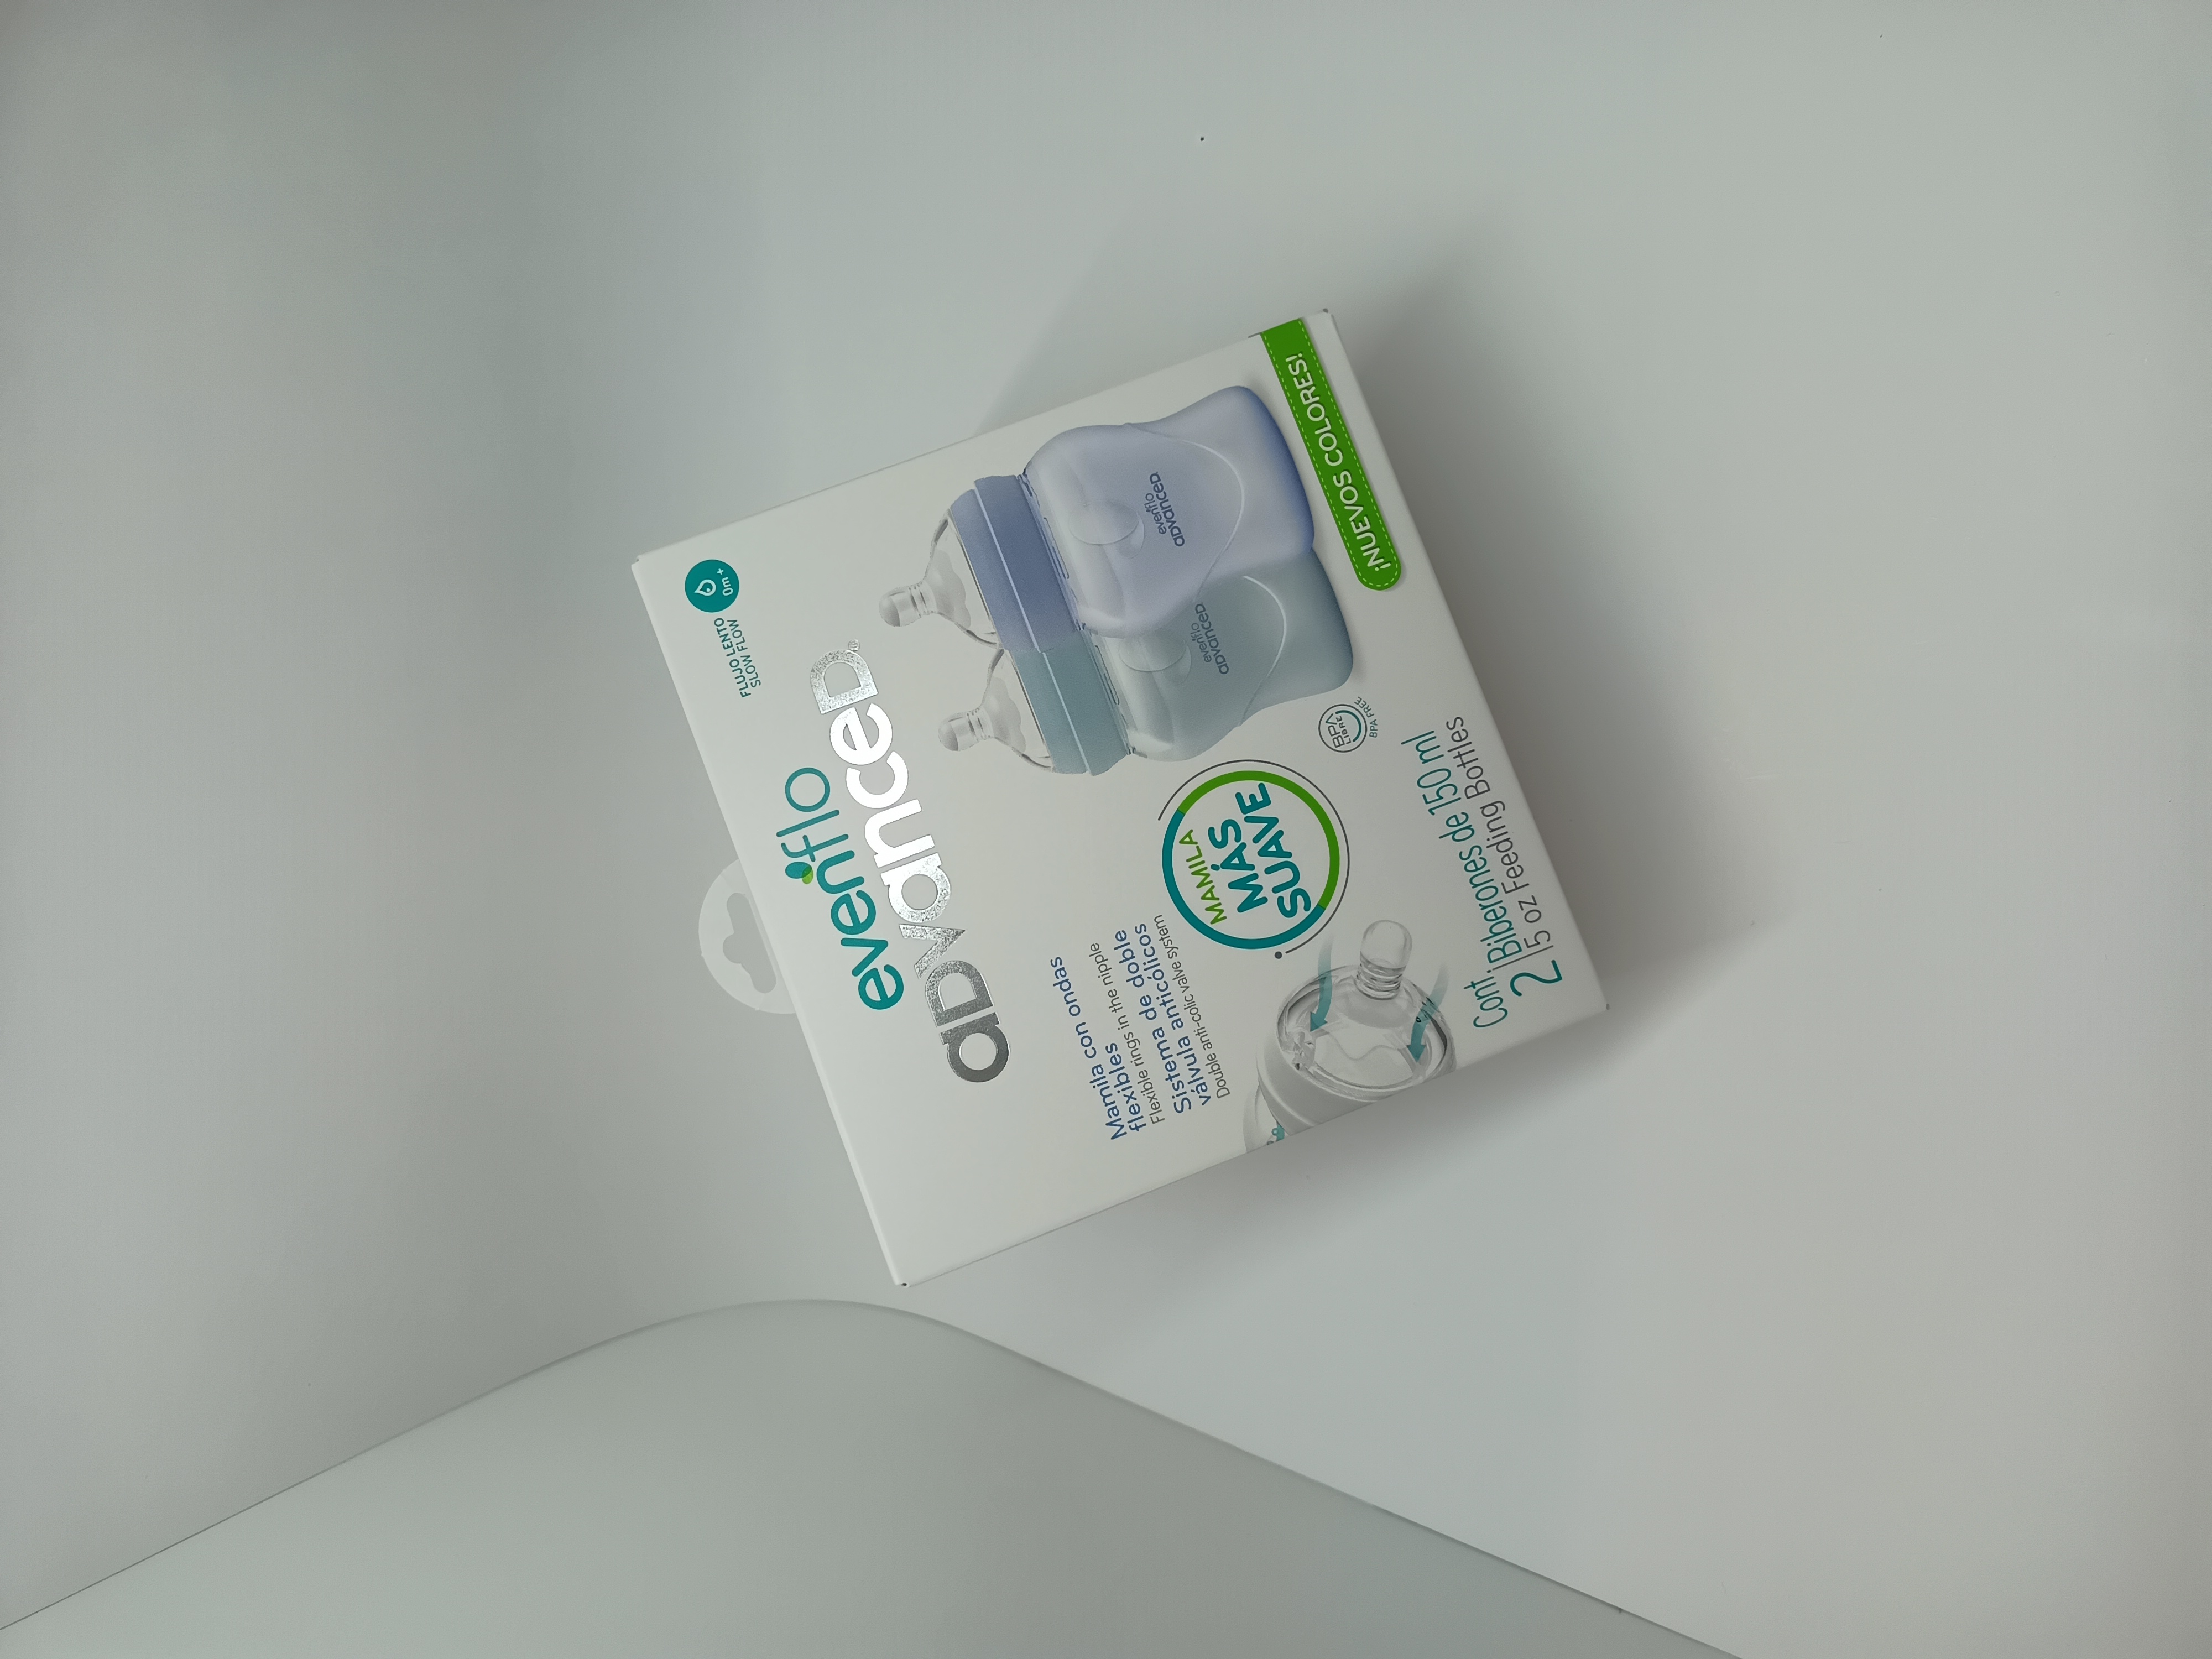 FLUJO LENTO
SLOW FLOW
0m+
evenflo
advanced®
Mamila con ondas
flexibles
Flexible rings in the nipple
Sistema de doble
válvula anticólicos
Double anti-colic valve system
MAMILA
MÁS
SUAVE
evenflo
advanced
evenflo
advanced
BPA
LIBRE
BPA FREE
¡NUEVOS COLORES!
Cont.
2
Biberones de 150 ml
5 oz Feeding Bottles